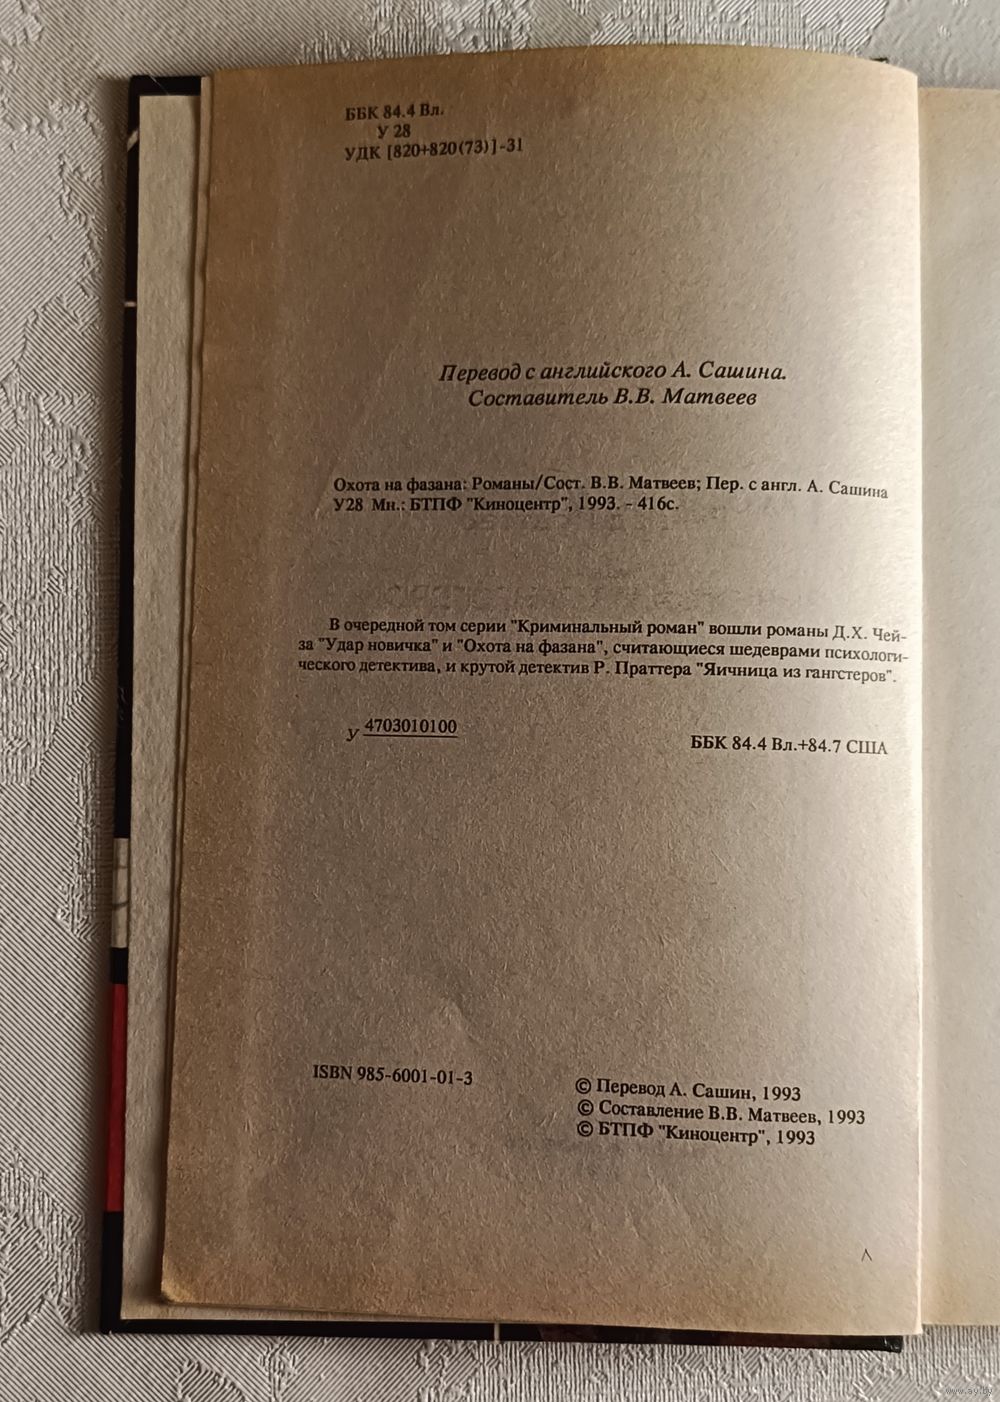 ББК 84.4 Вл.
У 28
УДК [820+820(73)]-31
Перевод с английского А. Сашина.
Составитель В.В. Матвеев
Охота на фазана: Романы/Сост. В.В. Матвеев; Пер. с англ. А. Сашина
У28 Мн.: БТПФ "Киноцентр", 1993. - 416с.
В очередной том серии "Криминальный роман" вошли романы Д.Х. Чей-
за "Удар новичка" и "Охота на фазана", считающиеся шедеврами психологи-
ческого детектива, и крутой детектив Р. Праттера "Яичница из гангстеров".
у 4703010100
ББК 84.4 Вл.+84.7 США
ISBN 985-6001-01-3
© Перевод А. Сашин, 1993
© Составление В.В. Матвеев, 1993
© БТПФ "Киноцентр", 1993
www.ay.by